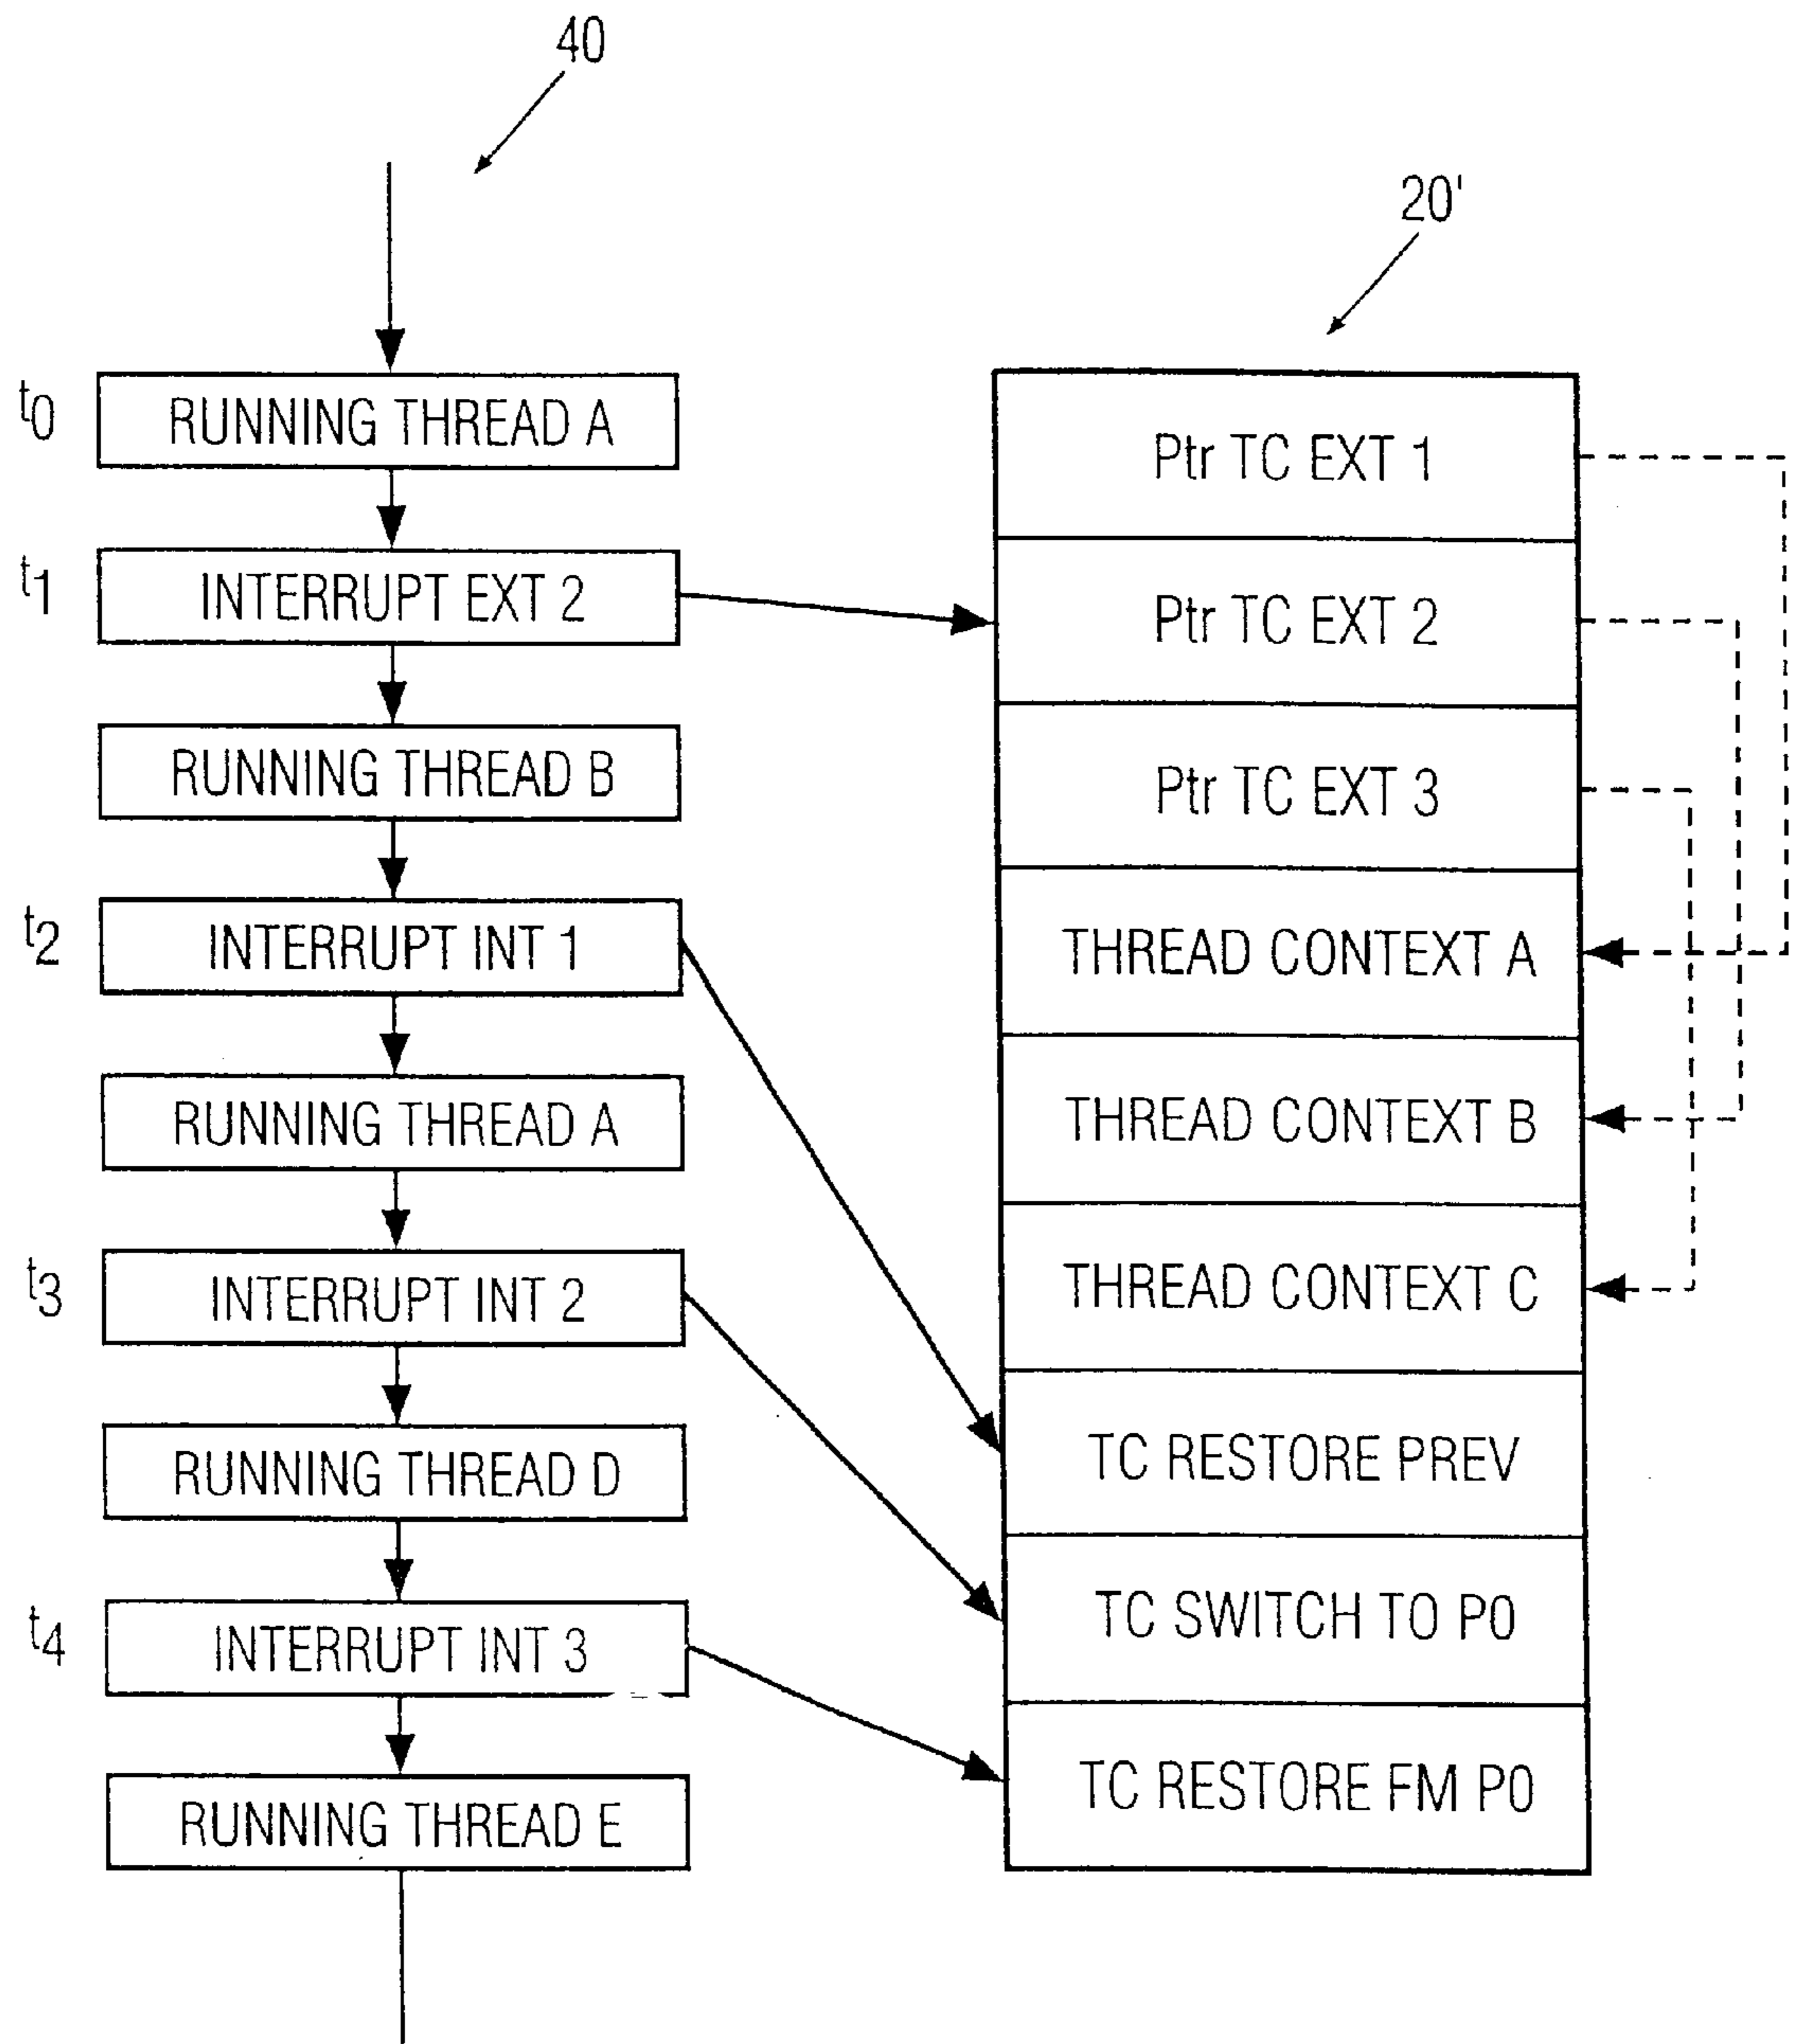 40
20'
t0
RUNNING THREAD A
t1
INTERRUPT EXT 2
RUNNING THREAD B
t2
INTERRUPT INT 1
RUNNING THREAD A
t3
INTERRUPT INT 2
RUNNING THREAD D
t4
INTERRUPT INT 3
RUNNING THREAD E
Ptr TC EXT 1
Ptr TC EXT 2
Ptr TC EXT 3
THREAD CONTEXT A
THREAD CONTEXT B
THREAD CONTEXT C
TC RESTORE PREV
TC SWITCH TO P0
TC RESTORE FM P0